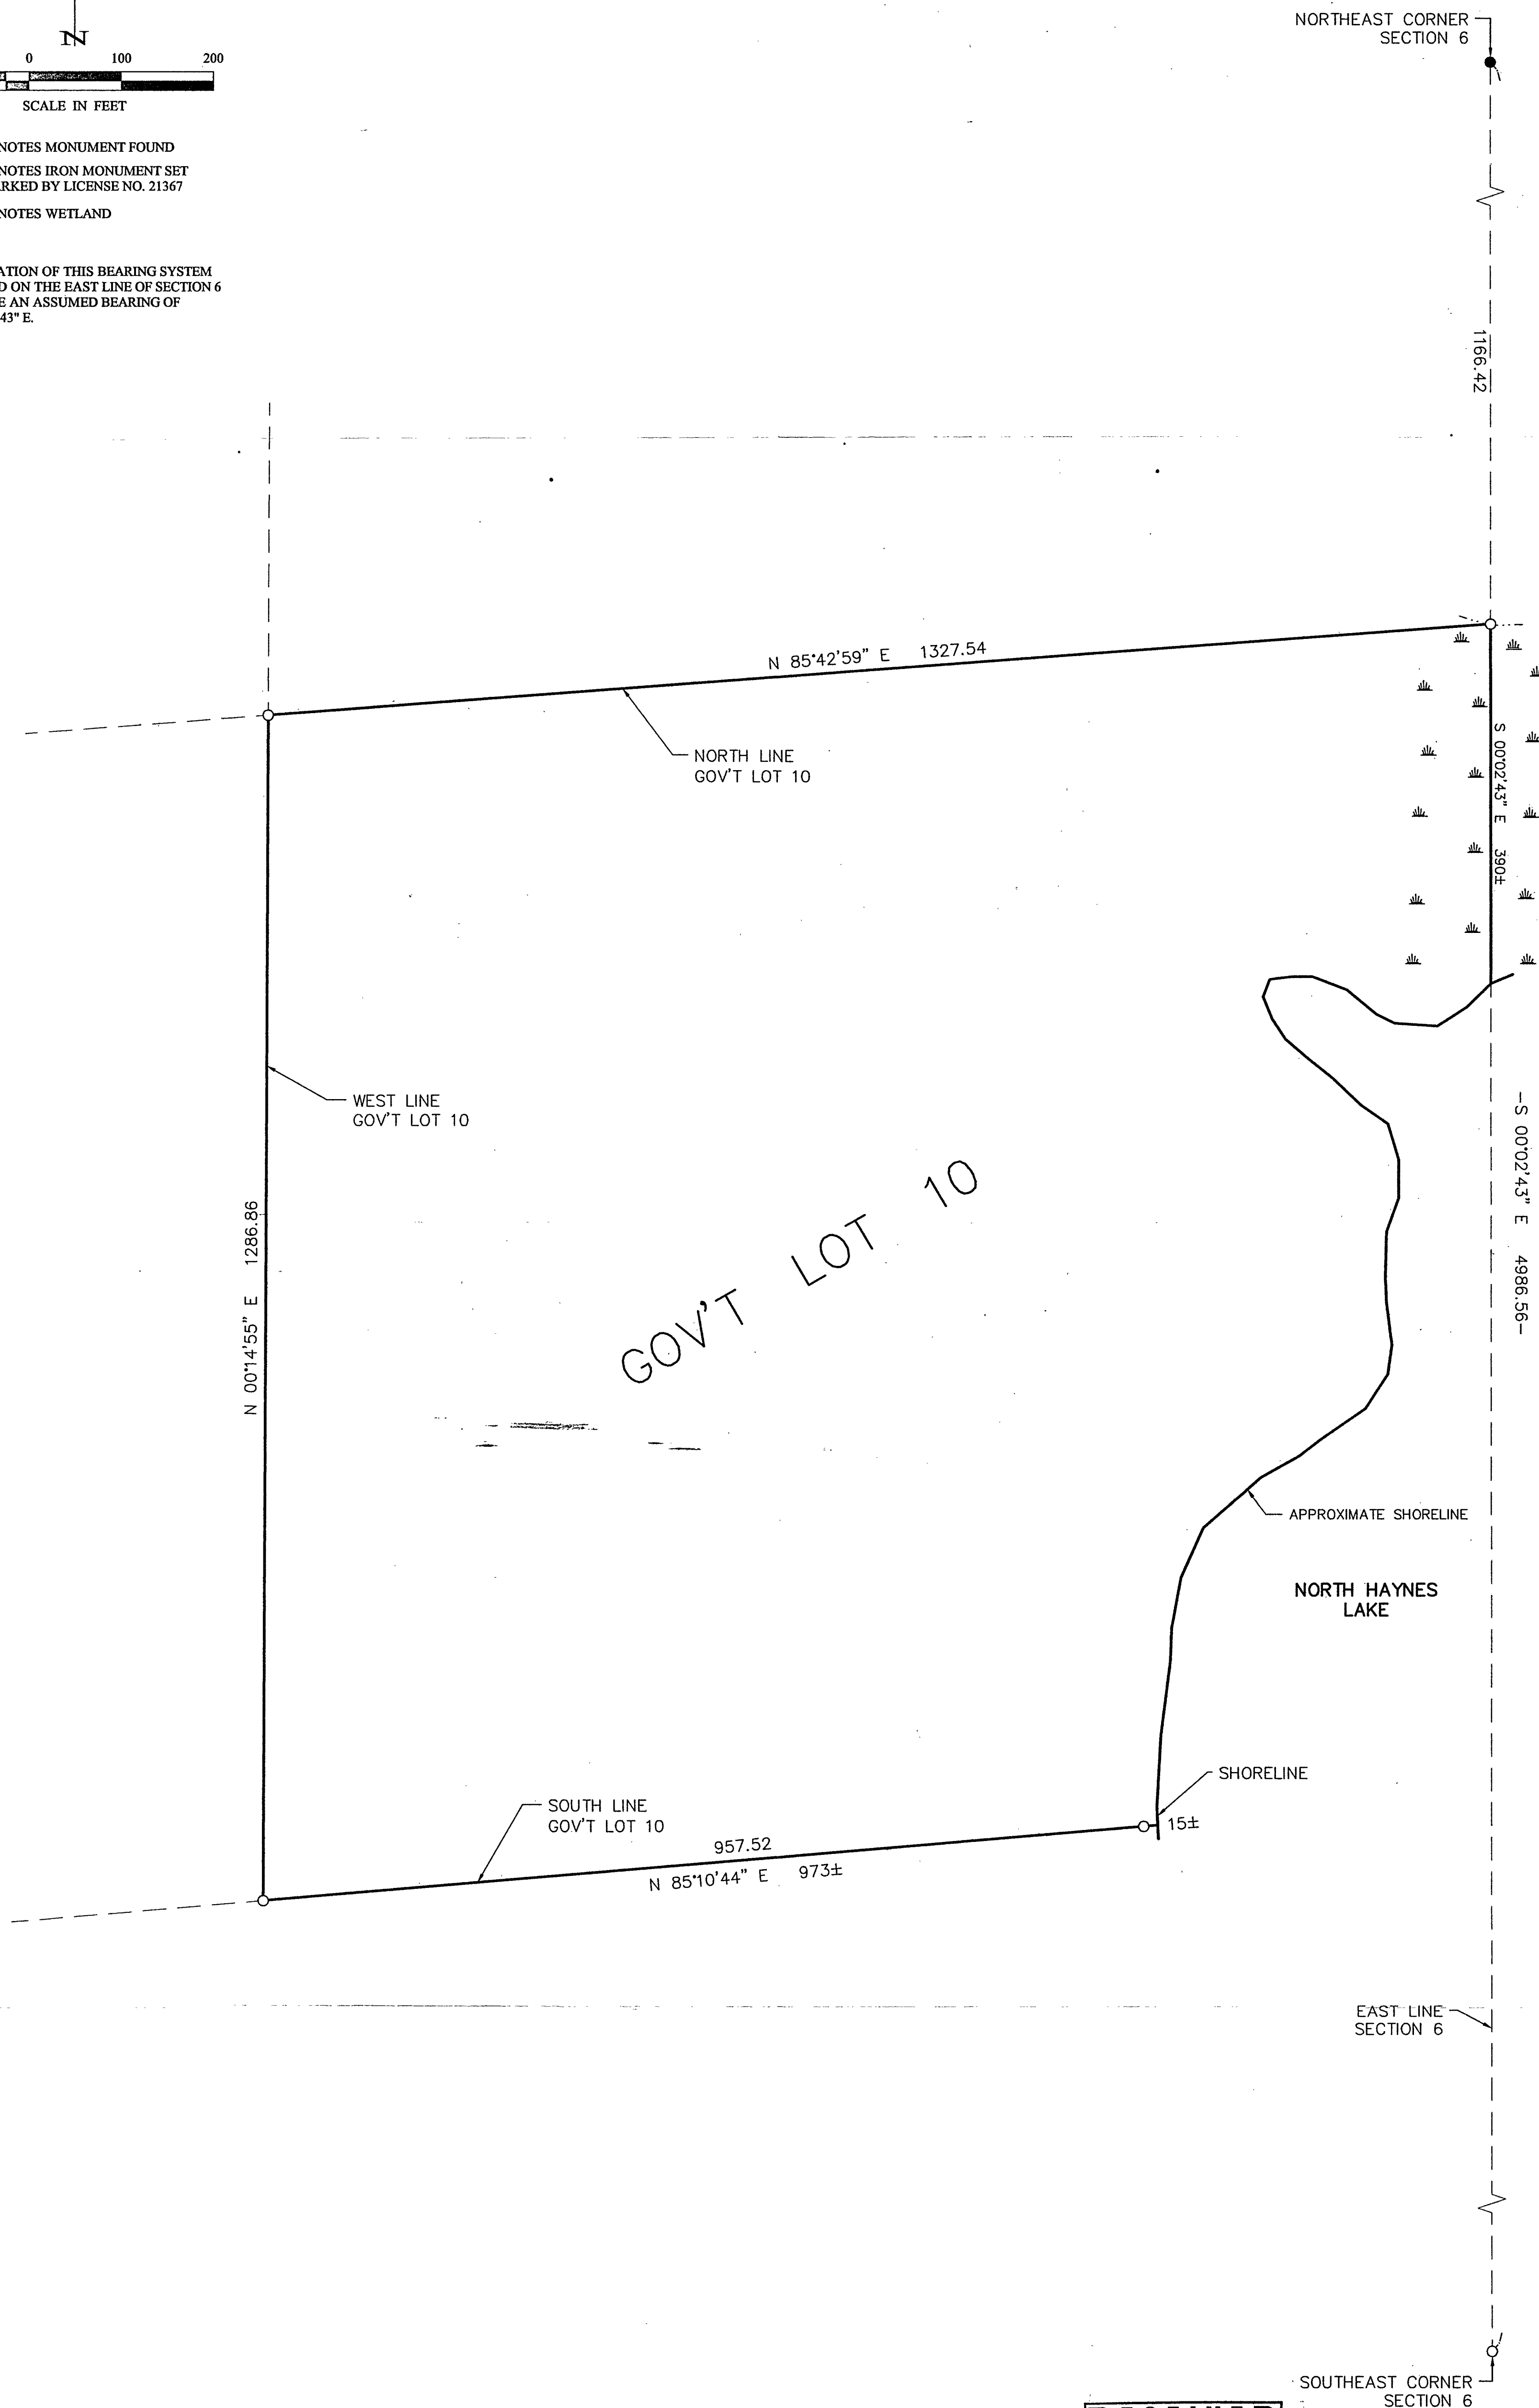 N
0 100 200
SCALE IN FEET
NOTES MONUMENT FOUND
NOTES IRON MONUMENT SET
ARKED BY LICENSE NO. 21367
NOTES WETLAND
ATION OF THIS BEARING SYSTEM
D ON THE EAST LINE OF SECTION 6
E AN ASSUMED BEARING OF
'43" E.
NORTHEAST CORNER
SECTION 6
1166.42
N 85°42'59" E 1327.54
NORTH LINE
GOV'T LOT 10
S 00°02'43" E 390±
WEST LINE
GOV'T LOT 10
N 00°14'55" E 1286.86
GOV'T LOT 10
–S 00°02'43" E 4986.56–
APPROXIMATE SHORELINE
NORTH HAYNES
LAKE
SHORELINE
15±
SOUTH LINE
GOV'T LOT 10
957.52
N 85°10'44" E 973±
EAST LINE
SECTION 6
SOUTHEAST CORNER
SECTION 6